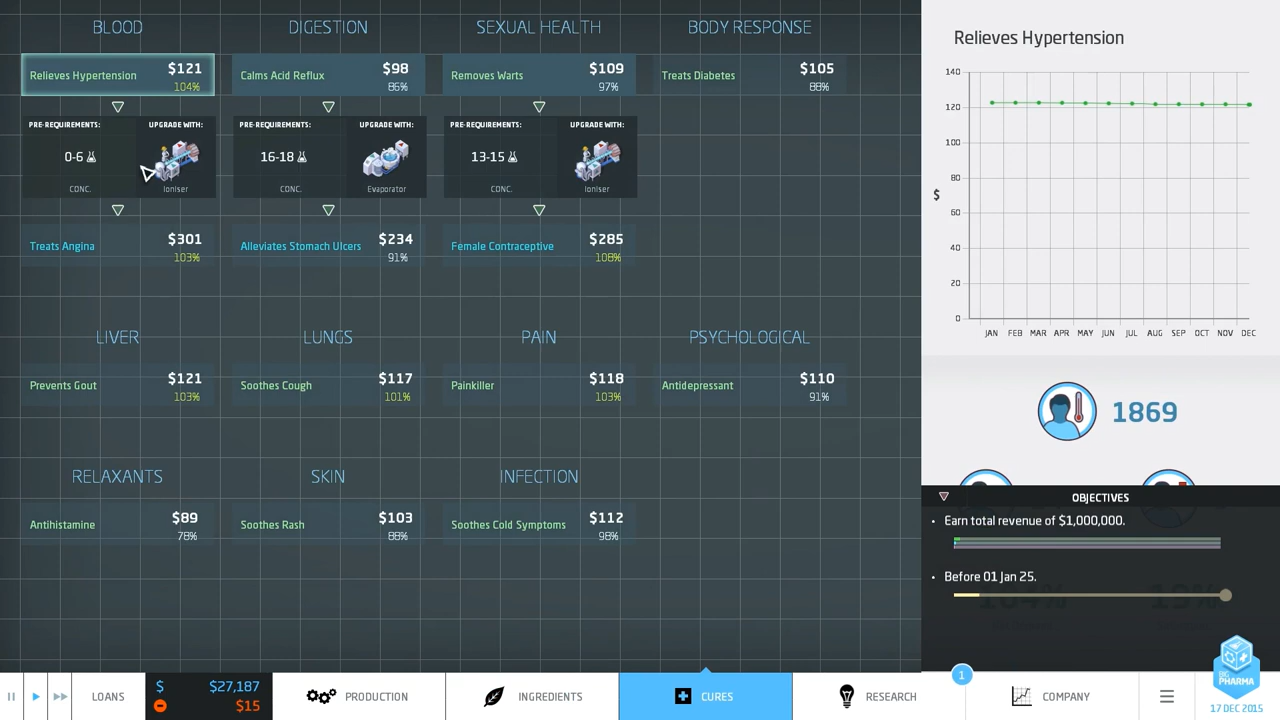 BLOOD
DIGESTION
SEXUAL HEALTH
BODY RESPONSE
Relieves Hypertension $121 104%
Calms Acid Reflux $98 86%
Removes Warts $109 97%
Treats Diabetes $105 88%
PRE-REQUIREMENTS: UPGRADE WITH:
0-6
CONC. Ioniser
PRE-REQUIREMENTS: UPGRADE WITH:
16-18
CONC. Evaporator
PRE-REQUIREMENTS: UPGRADE WITH:
13-15
CONC. Ioniser
Treats Angina $301 103%
Alleviates Stomach Ulcers $234 91%
Female Contraceptive $285 108%
LIVER
LUNGS
PAIN
PSYCHOLOGICAL
Prevents Gout $121 103%
Soothes Cough $117 101%
Painkiller $118 103%
Antidepressant $110 91%
RELAXANTS
SKIN
INFECTION
Antihistamine $89 78%
Soothes Rash $103 88%
Soothes Cold Symptoms $112 98%
Relieves Hypertension
140
120
100
80
60
40
20
0
$
JAN FEB MAR APR MAY JUN JUL AUG SEP OCT NOV DEC
1869
OBJECTIVES
Earn total revenue of $1,000,000.
Before 01 Jan 25.
LOANS
$ $27,187
$15
PRODUCTION
INGREDIENTS
CURES
RESEARCH
1
COMPANY
BIG
PHARMA
17 DEC 2015